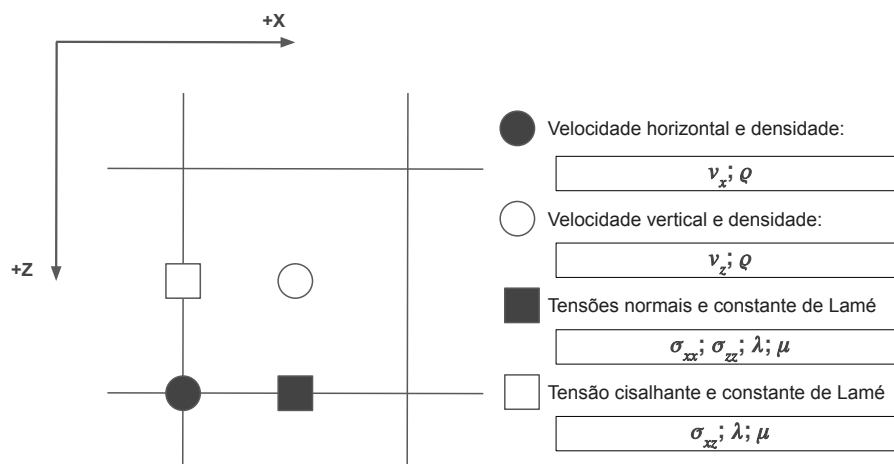 +X
+Z
Velocidade horizontal e densidade:
v_x; ϱ
Velocidade vertical e densidade:
v_z; ϱ
Tensões normais e constante de Lamé
σ_xx; σ_zz; λ; μ
Tensão cisalhante e constante de Lamé
σ_xz; λ; μ